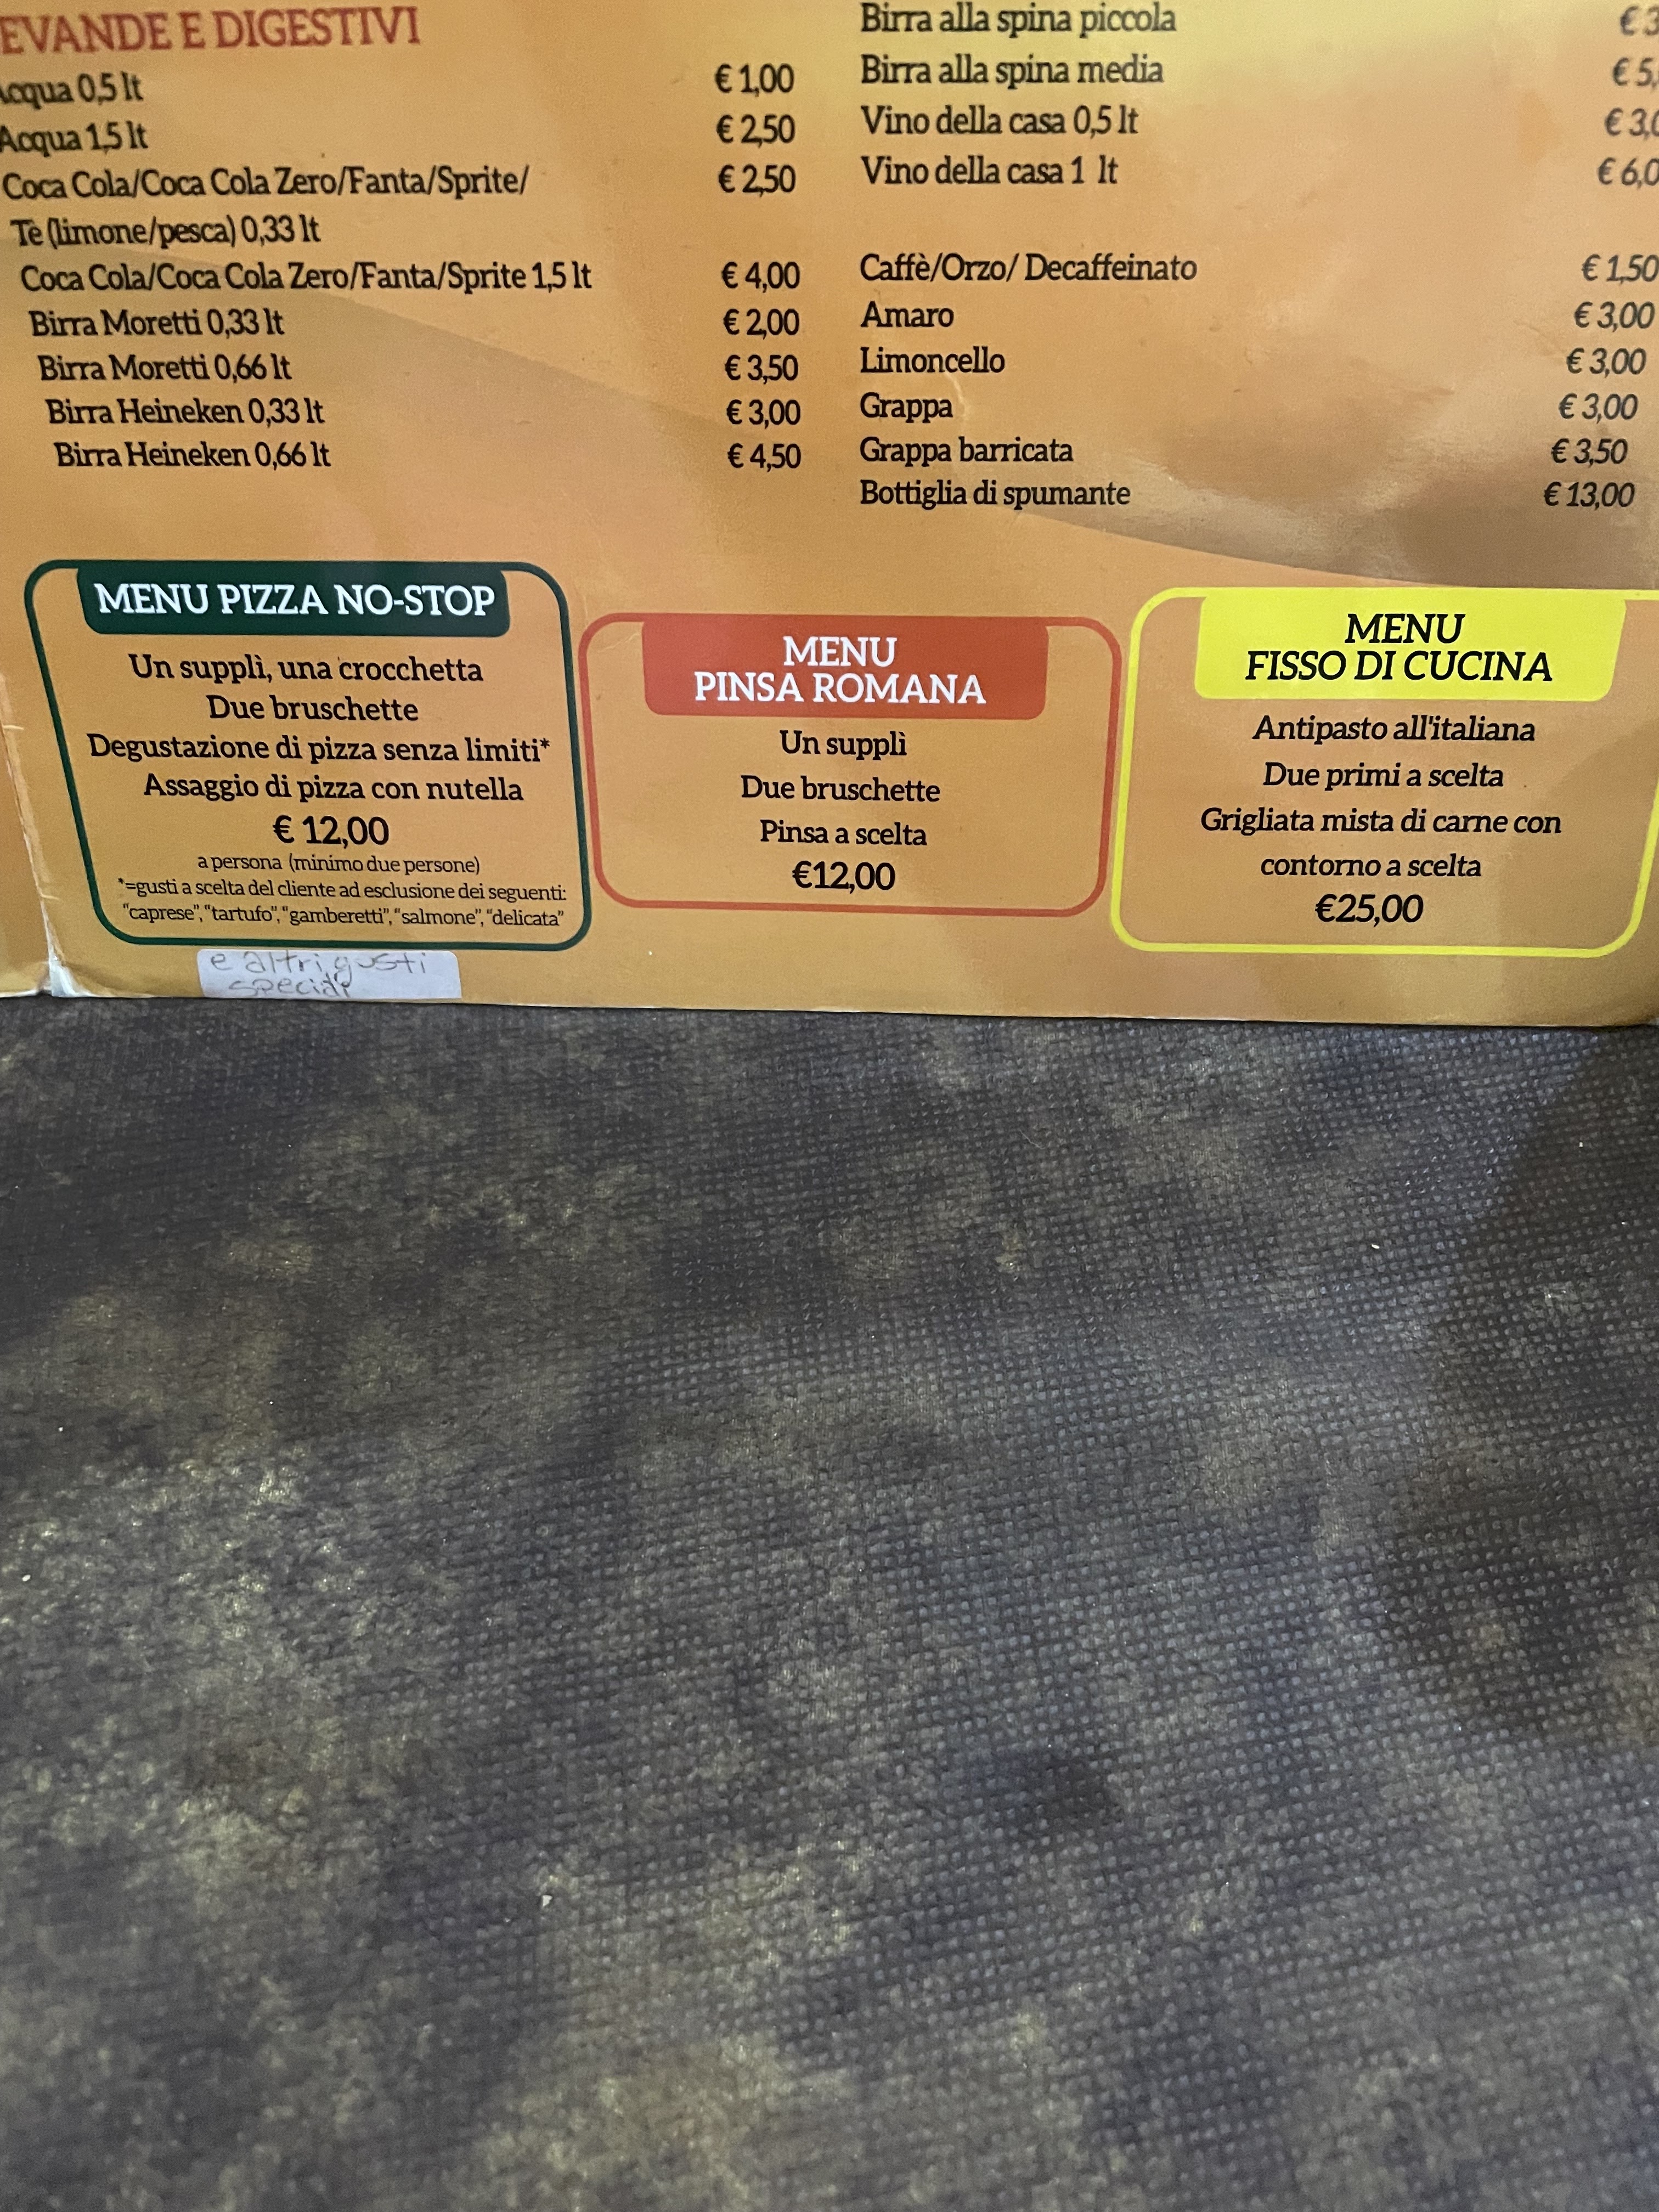 EVANDE E DIGESTIVI
Acqua 0,5 lt € 1,00
Acqua 1,5 lt € 2,50
Coca Cola/Coca Cola Zero/Fanta/Sprite/ € 2,50
Tè (limone/pesca) 0,33 lt
Coca Cola/Coca Cola Zero/Fanta/Sprite 1,5 lt € 4,00
Birra Moretti 0,33 lt € 2,00
Birra Moretti 0,66 lt € 3,50
Birra Heineken 0,33 lt € 3,00
Birra Heineken 0,66 lt € 4,50
Birra alla spina piccola € 3
Birra alla spina media € 5,
Vino della casa 0,5 lt € 3,0
Vino della casa 1 lt € 6,0
Caffè/Orzo/ Decaffeinato € 1,50
Amaro € 3,00
Limoncello € 3,00
Grappa € 3,00
Grappa barricata € 3,50
Bottiglia di spumante € 13,00
MENU PIZZA NO-STOP
Un supplì, una crocchetta
Due bruschette
Degustazione di pizza senza limiti*
Assaggio di pizza con nutella
€ 12,00
a persona (minimo due persone)
*=gusti a scelta del cliente ad esclusione dei seguenti:
"caprese", "tartufo", "gamberetti", "salmone", "delicata"
e altri gusti
speciali
MENU
PINSA ROMANA
Un supplì
Due bruschette
Pinsa a scelta
€12,00
MENU
FISSO DI CUCINA
Antipasto all'italiana
Due primi a scelta
Grigliata mista di carne con
contorno a scelta
€25,00